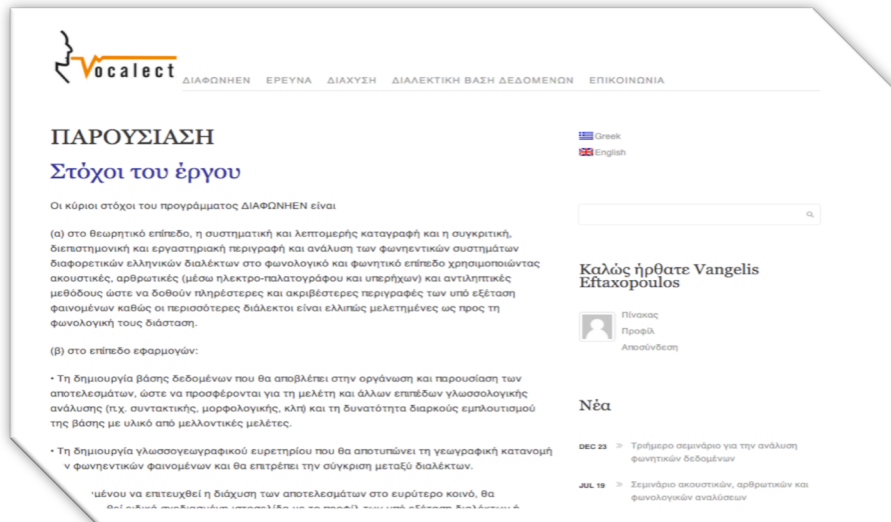 Vocalect
ΔΙΑΦΩΝΗΕΝ ΕΡΕΥΝΑ ΔΙΑΧΥΣΗ ΔΙΑΛΕΚΤΙΚΗ ΒΑΣΗ ΔΕΔΟΜΕΝΩΝ ΕΠΙΚΟΙΝΩΝΙΑ
ΠΑΡΟΥΣΙΑΣΗ
Στόχοι του έργου
Οι κύριοι στόχοι του προγράμματος ΔΙΑΦΩΝΗΕΝ είναι
(α) στο θεωρητικό επίπεδο, η συστηματική και λεπτομερής καταγραφή και η συγκριτική,
διεπιστημονική και εργαστηριακή περιγραφή και ανάλυση των φωνηεντικών συστημάτων
διαφορετικών ελληνικών διαλέκτων στο φωνολογικό και φωνητικό επίπεδο χρησιμοποιώντας
ακουστικές, αρθρωτικές (μέσω ηλεκτρο-παλατογράφου και υπερήχων) και αντιληπτικές
μεθόδους ώστε να δοθούν πληρέστερες και ακριβέστερες περιγραφές των υπό εξέταση
φαινομένων καθώς οι περισσότερες διάλεκτοι είναι ελλιπώς μελετημένες ως προς τη
φωνολογική τους διάσταση.
(β) στο επίπεδο εφαρμογών:
• Τη δημιουργία βάσης δεδομένων που θα αποβλέπει στην οργάνωση και παρουσίαση των
αποτελεσμάτων, ώστε να προσφέρονται για τη μελέτη και άλλων επιπέδων γλωσσολογικής
ανάλυσης (π.χ. συντακτικής, μορφολογικής, κλπ) και τη δυνατότητα διαρκούς εμπλουτισμού
της βάσης με υλικό από μελλοντικές μελέτες.
• Τη δημιουργία γλωσσογεωγραφικού ευρετηρίου που θα αποτυπώνει τη γεωγραφική κατανομή
ν φωνηεντικών φαινομένων και θα επιτρέπει την σύγκριση μεταξύ διαλέκτων.
μένου να επιτευχθεί η διάχυση των αποτελεσμάτων στο ευρύτερο κοινό, θα
Greek
English
Καλώς ήρθατε Vangelis
Eftaxopoulos
Πίνακας
Προφίλ
Αποσύνδεση
Νέα
DEC 23 » Τριήμερο σεμινάριο για την ανάλυση
φωνητικών δεδομένων
JUL 19 » Σεμινάριο ακουστικών, αρθρωτικών και
φωνολογικών αναλύσεων